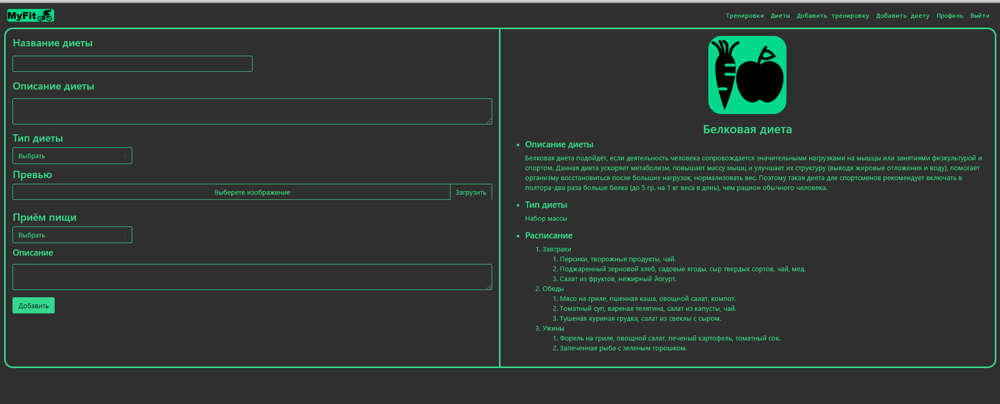 MyFit
Тренировки Диеты Добавить тренировку Добавить диету Профиль Выйти
Название диеты
Описание диеты
Тип диеты
Выбрать
Превью
Выберете изображение Загрузить
Приём пищи
Выбрать
Описание
Добавить
Белковая диета
• Описание диеты
Белковая диета подойдёт, если деятельность человека сопровождается значительными нагрузками на мышцы или занятиями физкультурой и
спортом. Данная диета ускоряет метаболизм, повышает массу мышц и улучшает их структуру (выводя жировые отложения и воду), помогает
организму восстановиться после больших нагрузок, нормализовать вес. Поэтому такая диета для спортсменов рекомендует включать в
полтора-два раза больше белка (до 5 гр. на 1 кг веса в день), чем рацион обычного человека.
• Тип диеты
Набор массы
• Расписание
1. Завтраки
1. Персики, творожные продукты, чай.
2. Поджаренный зерновой хлеб, садовые ягоды, сыр твердых сортов, чай, мед.
3. Салат из фруктов, нежирный йогурт.
2. Обеды
1. Мясо на гриле, пшенная каша, овощной салат, компот.
2. Томатный суп, вареная телятина, салат из капусты, чай.
3. Тушеная куриная грудка, салат из свеклы с сыром.
3. Ужины
1. Форель на гриле, овощной салат, печеный картофель, томатный сок.
2. Запеченная рыба с зеленым горошком.